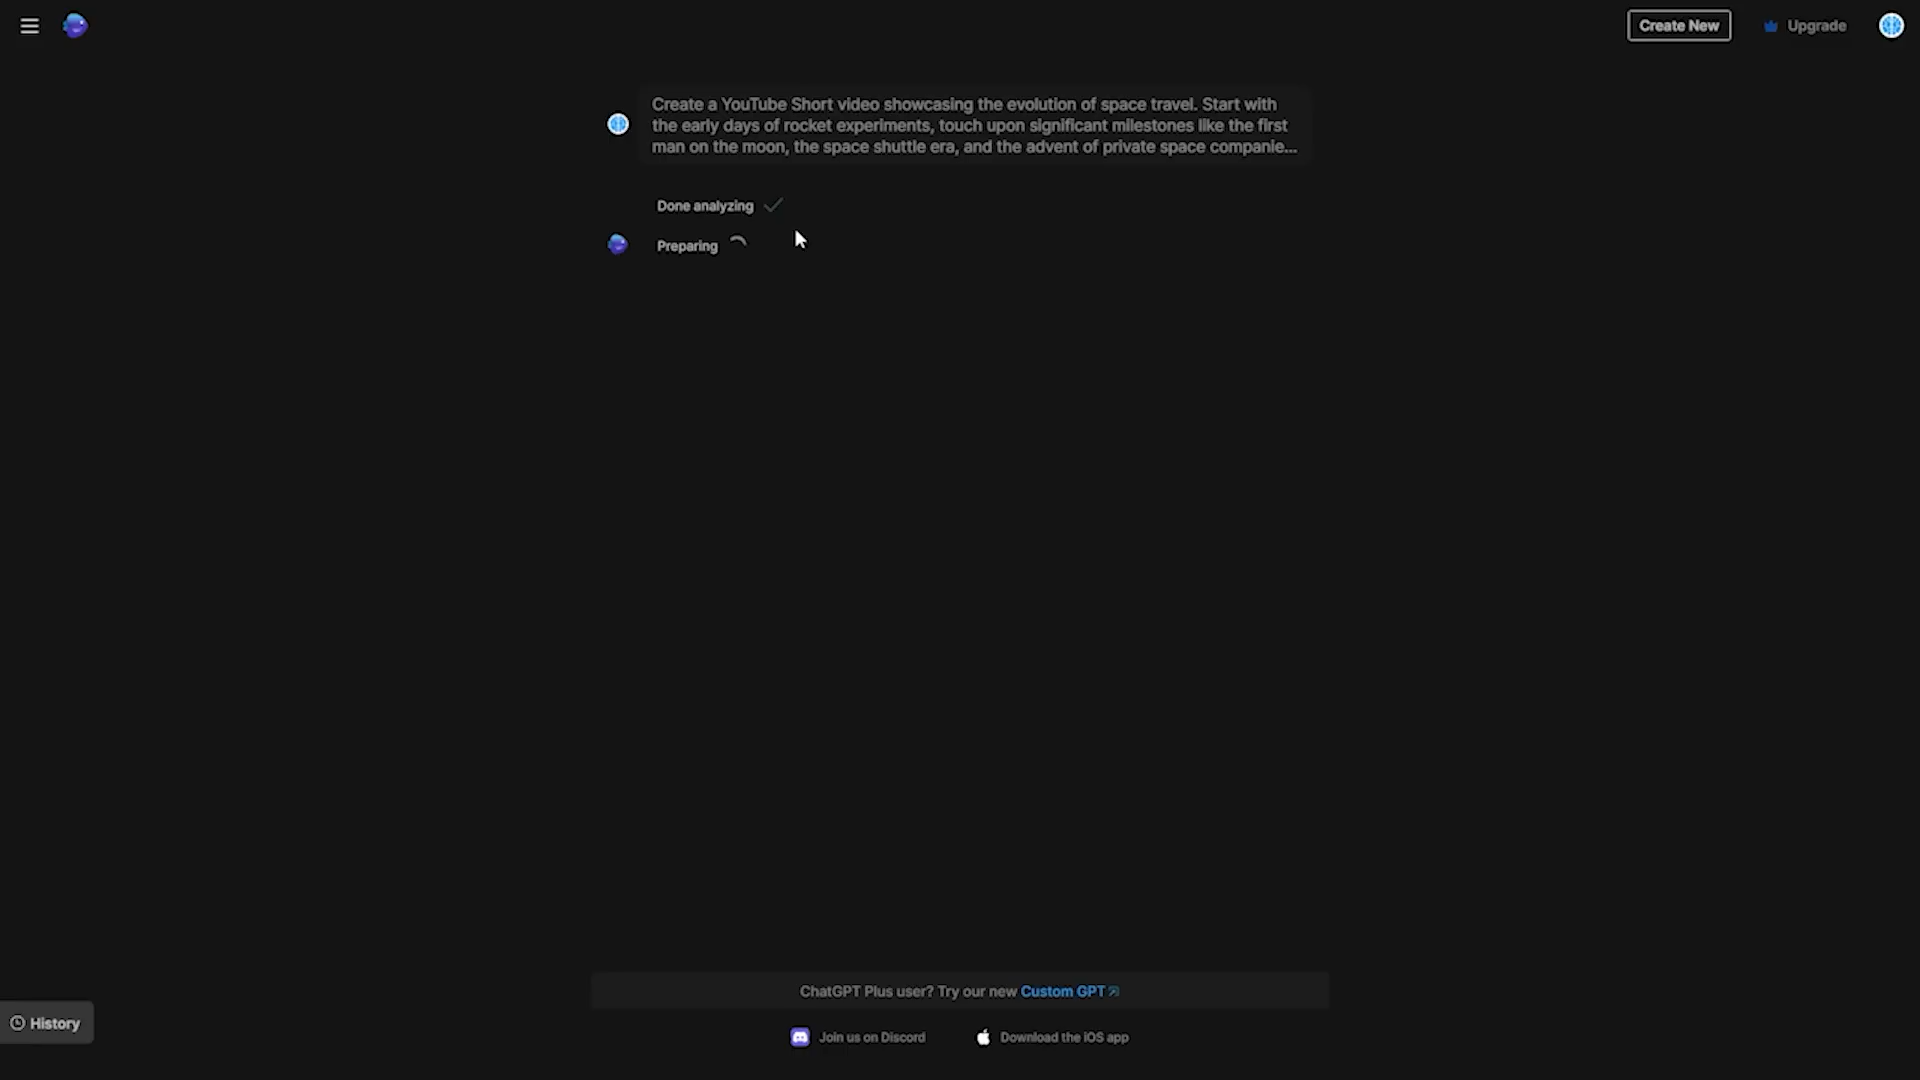 Create New
Upgrade
Create a YouTube Short video showcasing the evolution of space travel. Start with
the early days of rocket experiments, touch upon significant milestones like the first
man on the moon, the space shuttle era, and the advent of private space companie...
Done analyzing
Preparing
ChatGPT Plus user? Try our new Custom GPT
History
Join us on Discord
Download the iOS app